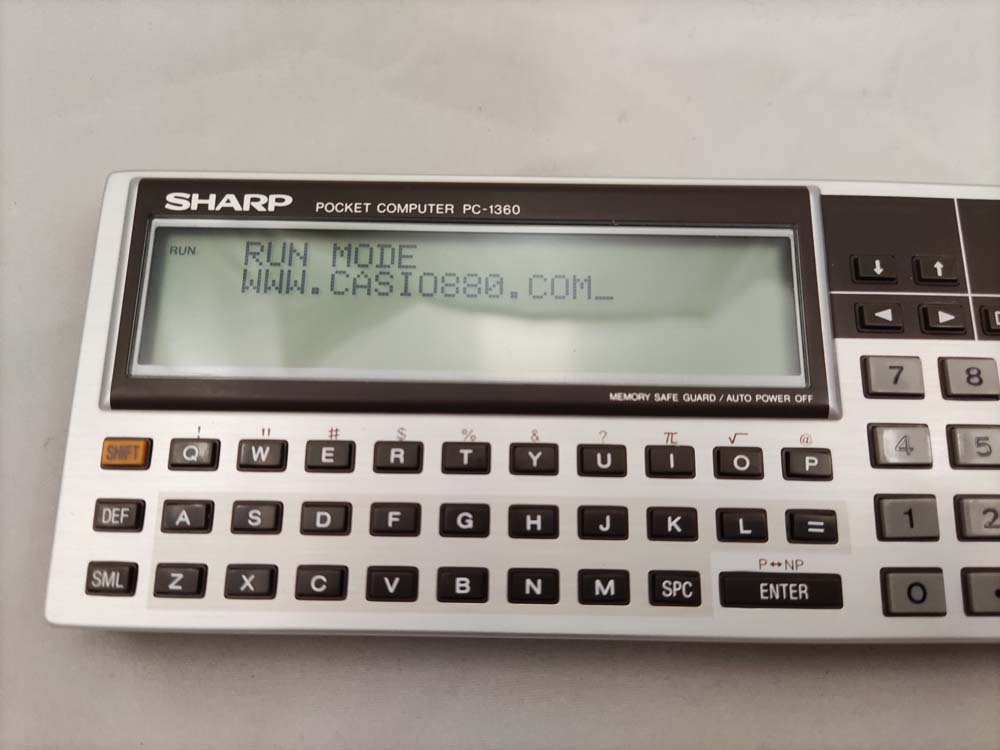 SHARP POCKET COMPUTER PC-1360
RUN RUN MODE
WWW.CASIO880.COM_
MEMORY SAFE GUARD / AUTO POWER OFF
↓ ↑
◀ ▶
7 8
! " # $ % & ? π √ @
SHIFT Q W E R T Y U I O P 4 5
DEF A S D F G H J K L = 1 2
P↔NP
SML Z X C V B N M SPC ENTER 0